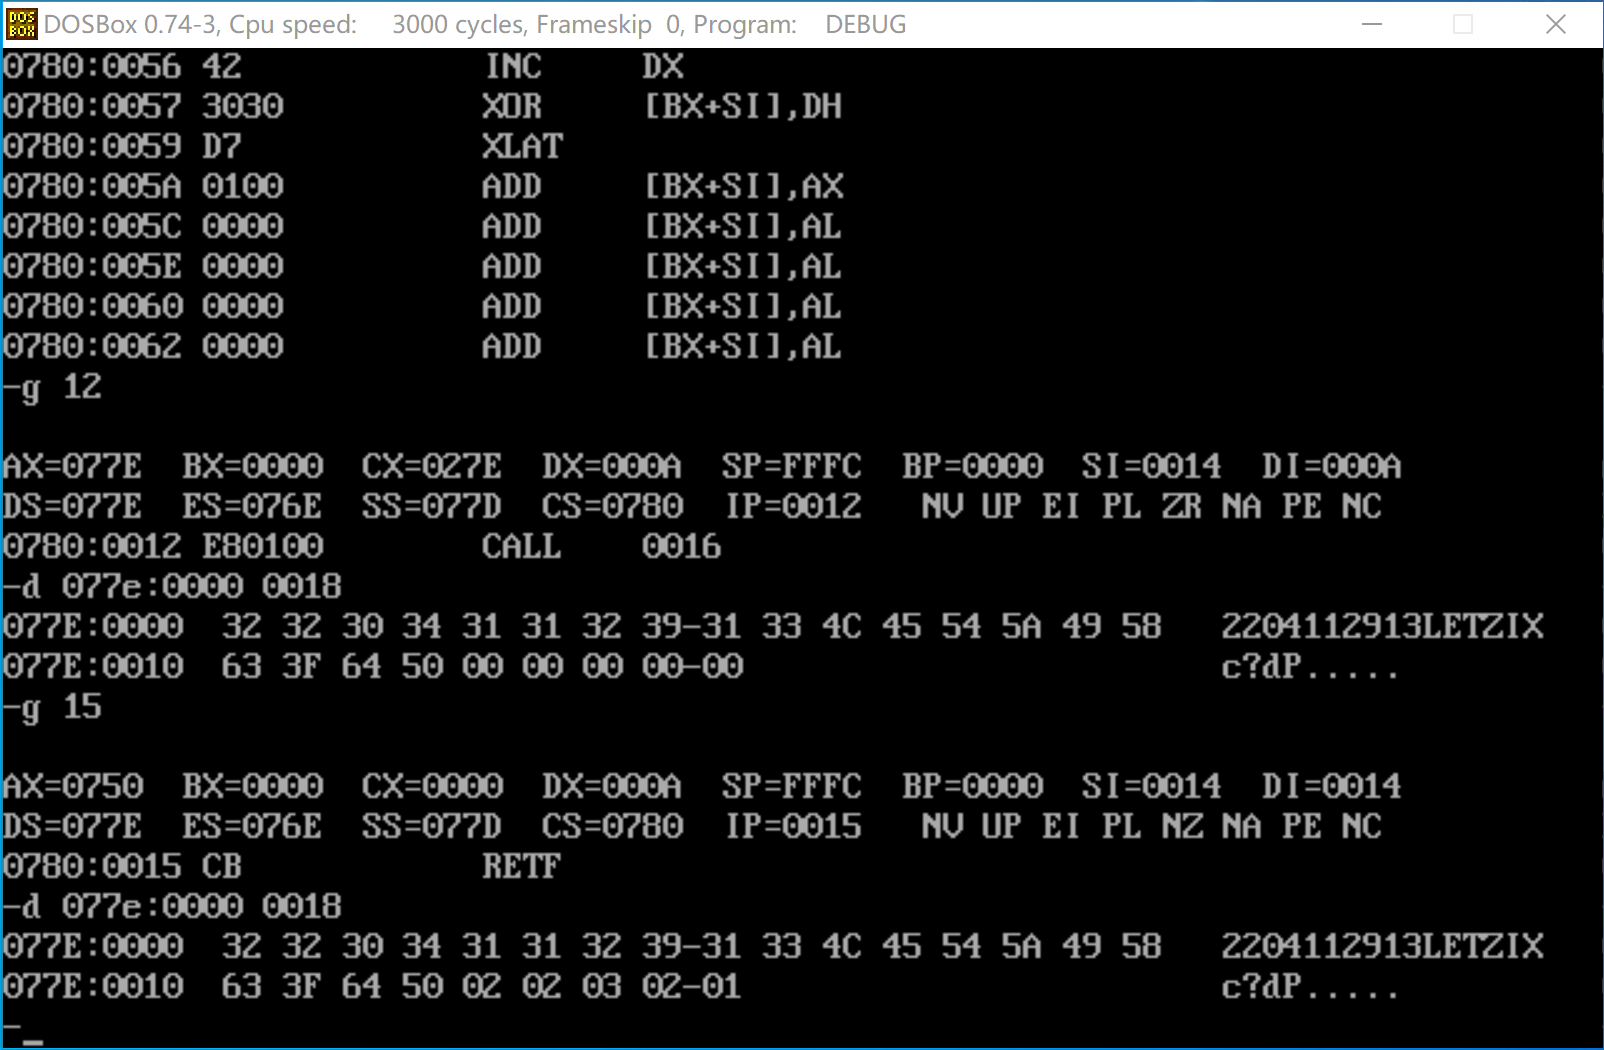 DOSBox 0.74-3, Cpu speed: 3000 cycles, Frameskip 0, Program: DEBUG
0780:0056 42 INC DX
0780:0057 3030 XOR [BX+SI],DH
0780:0059 D7 XLAT
0780:005A 0100 ADD [BX+SI],AX
0780:005C 0000 ADD [BX+SI],AL
0780:005E 0000 ADD [BX+SI],AL
0780:0060 0000 ADD [BX+SI],AL
0780:0062 0000 ADD [BX+SI],AL
-g 12
AX=077E BX=0000 CX=027E DX=000A SP=FFFC BP=0000 SI=0014 DI=000A
DS=077E ES=076E SS=077D CS=0780 IP=0012 NV UP EI PL ZR NA PE NC
0780:0012 E80100 CALL 0016
-d 077e:0000 0018
077E:0000 32 32 30 34 31 31 32 39-31 33 4C 45 54 5A 49 58 2204112913LETZIX
077E:0010 63 3F 64 50 00 00 00 00-00 c?dP.....
-g 15
AX=0750 BX=0000 CX=0000 DX=000A SP=FFFC BP=0000 SI=0014 DI=0014
DS=077E ES=076E SS=077D CS=0780 IP=0015 NV UP EI PL NZ NA PE NC
0780:0015 CB RETF
-d 077e:0000 0018
077E:0000 32 32 30 34 31 31 32 39-31 33 4C 45 54 5A 49 58 2204112913LETZIX
077E:0010 63 3F 64 50 02 02 03 02-01 c?dP.....
-_